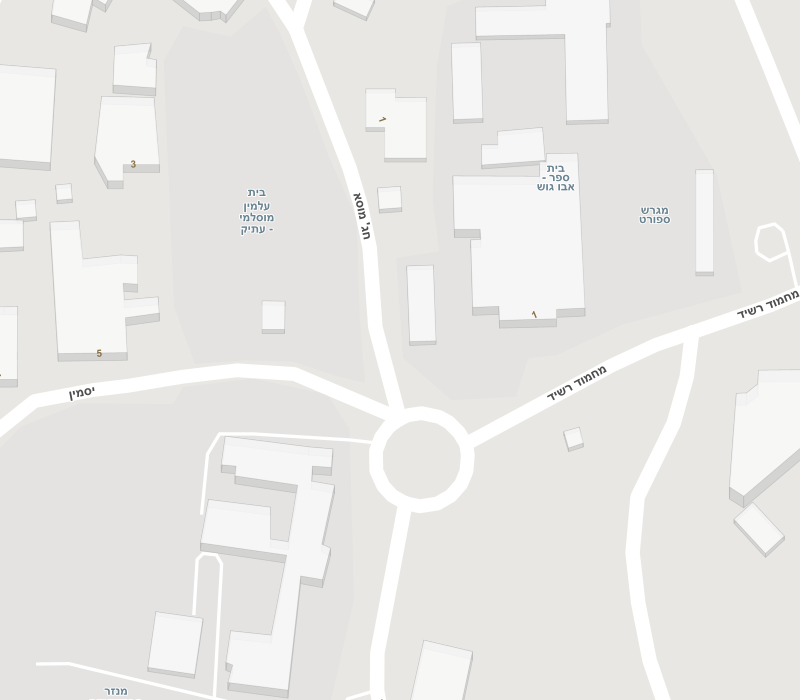 1
3
בית
ספר -
אבו גוש
בית
עלמין
מוסלמי
- עתיק
חג' מוסא
מגרש
ספורט
1
מחמוד רשיד
5
מחמוד רשיד
יסמין
מנזר